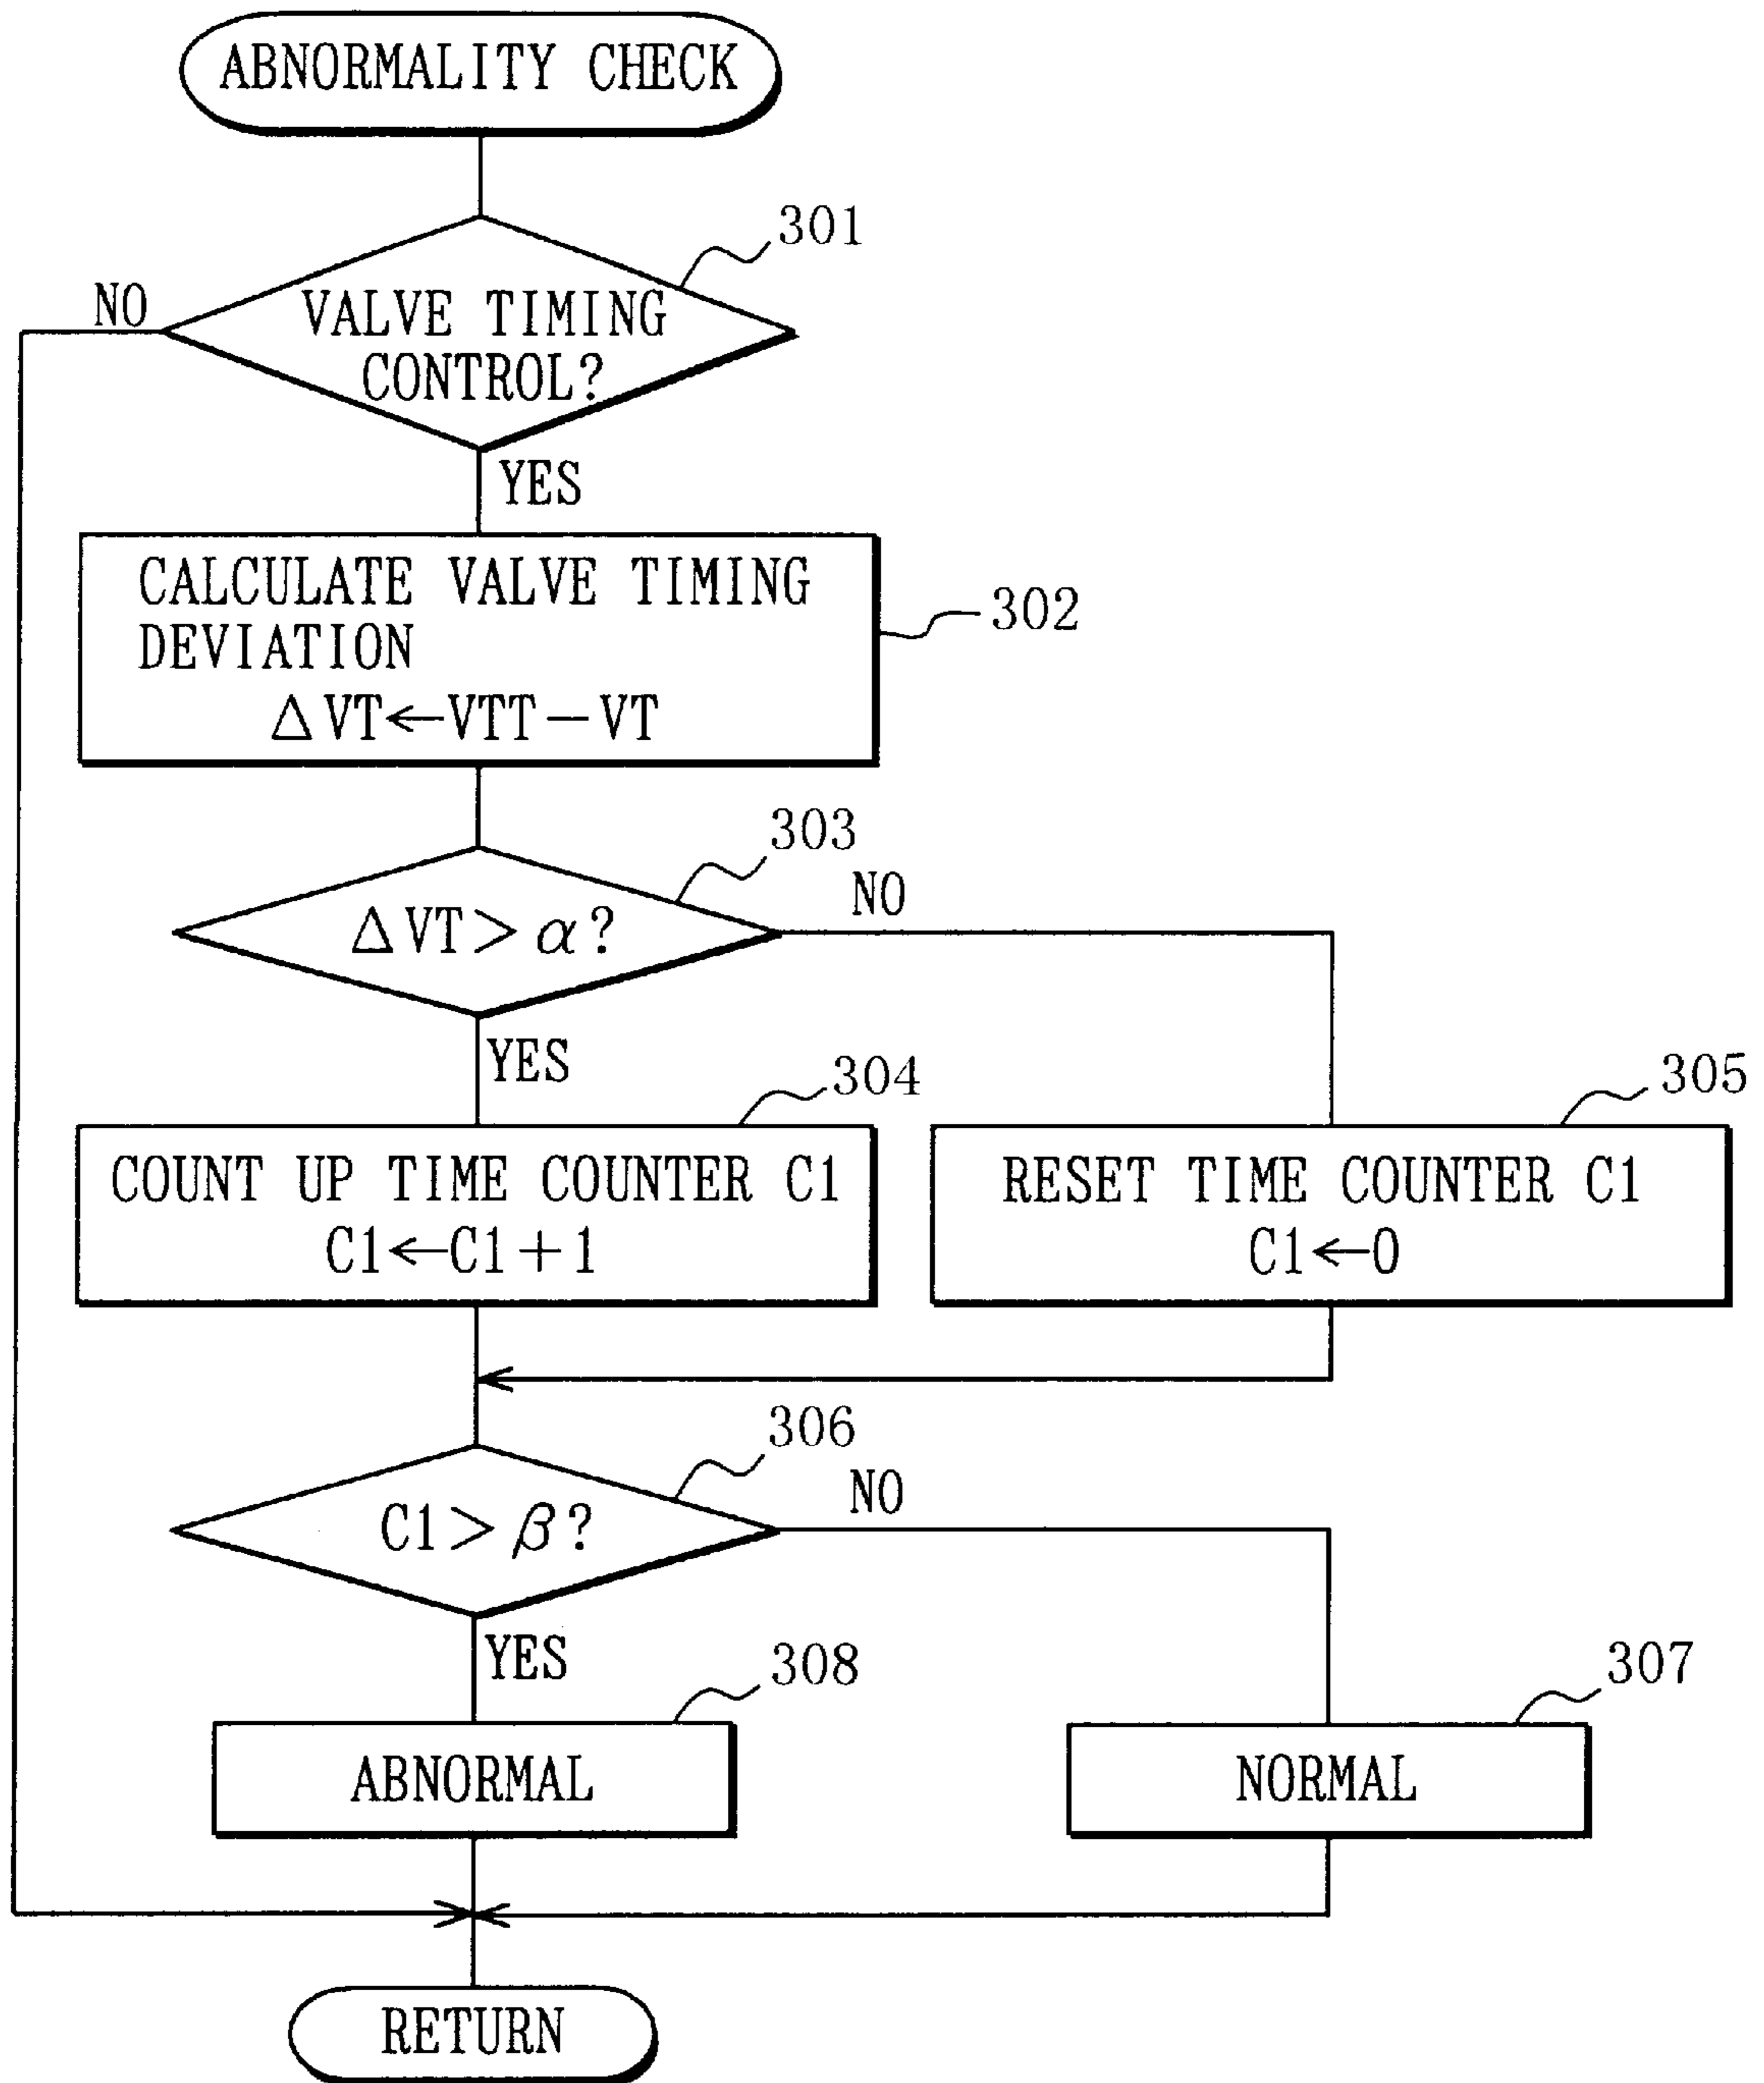 ABNORMALITY CHECK
301
NO
VALVE TIMING
CONTROL?
YES
CALCULATE VALVE TIMING
DEVIATION
ΔVT←VTT−VT
302
303
NO
ΔVT>α?
YES
304
305
COUNT UP TIME COUNTER C1
C1←C1+1
RESET TIME COUNTER C1
C1←0
306
NO
C1>β?
YES
308
307
ABNORMAL
NORMAL
RETURN